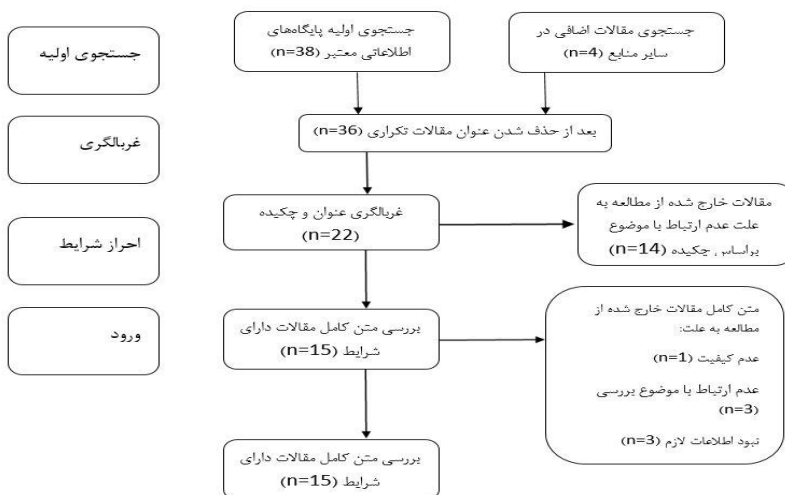 جستجوی اولیه
غربالگری
احراز شرایط
ورود
جستجوی اولیه پایگاه‌های
اطلاعاتی معتبر (n=38)
جستجوی مقالات اضافی در
سایر منابع (n=4)
بعد از حذف شدن عنوان مقالات تکراری (n=36)
غربالگری عنوان و چکیده
(n=22)
مقالات خارج شده از مطالعه به
علت عدم ارتباط با موضوع
براساس چکیده (n=14)
بررسی متن کامل مقالات دارای
شرایط (n=15)
متن کامل مقالات خارج شده از
مطالعه به علت:
عدم کیفیت (n=1)
عدم ارتباط با موضوع بررسی
(n=3)
نبود اطلاعات لازم (n=3)
بررسی متن کامل مقالات دارای
شرایط (n=15)